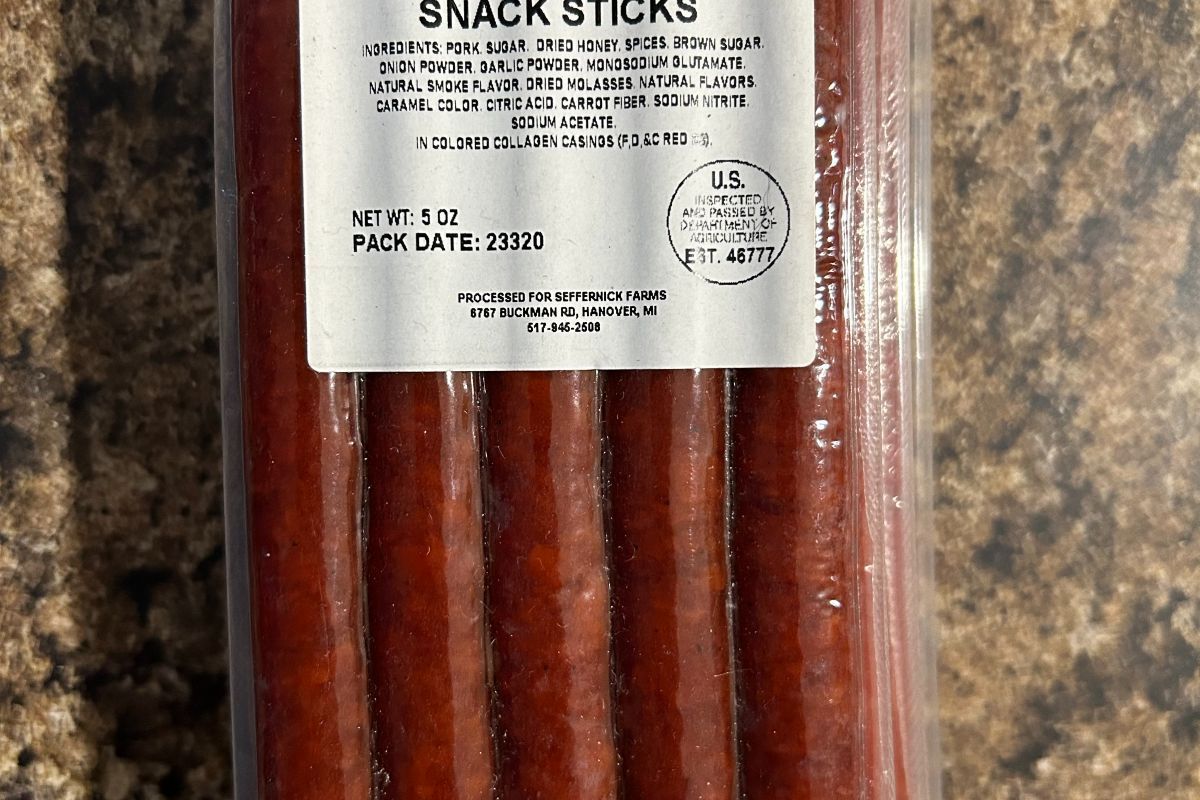 SNACK STICKS
INGREDIENTS: PORK, SUGAR, DRIED HONEY, SPICES, BROWN SUGAR,
ONION POWDER, GARLIC POWDER, MONOSODIUM GLUTAMATE,
NATURAL SMOKE FLAVOR, DRIED MOLASSES, NATURAL FLAVORS,
CARAMEL COLOR, CITRIC ACID, CARROT FIBER, SODIUM NITRITE,
SODIUM ACETATE.
IN COLORED COLLAGEN CASINGS (F,D,&C RED
U.S.
INSPECTED
AND PASSED BY
DEPARTMENT OF
AGRICULTURE
EST. 46777
NET WT: 5 OZ
PACK DATE: 23320
PROCESSED FOR SEFFERNICK FARMS
6767 BUCKMAN RD, HANOVER, MI
517-945-2508